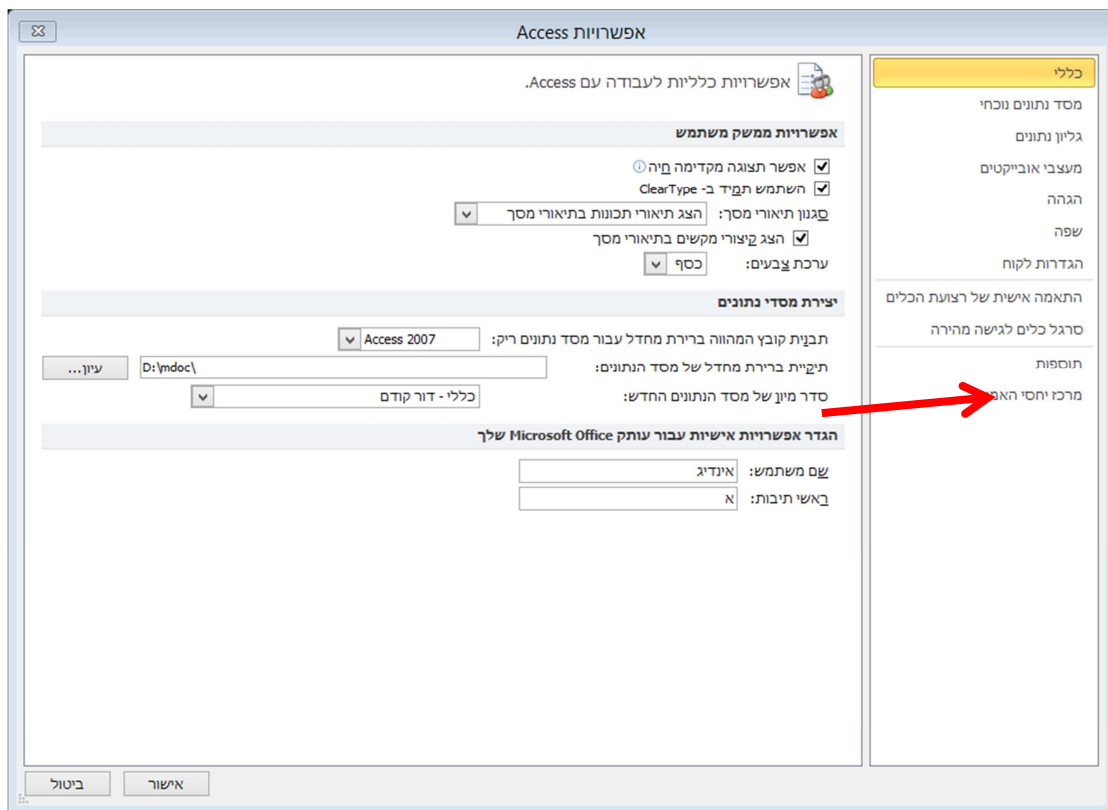 אפשרויות Access
כללי
מסד נתונים נוכחי
גליון נתונים
מעצבי אובייקטים
הגהה
שפה
הגדרות לקוח
התאמה אישית של רצועת הכלים
סרגל כלים לגישה מהירה
תוספות
מרכז יחסי
אפשרויות כלליות לעבודה עם Access.
אפשרויות ממשק משתמש
אפשר תצוגה מקדימה חיה
השתמש תמיד ב- ClearType
סגנון תיאורי מסך: הצג תיאורי תכונות בתיאורי מסך
הצג קיצורי מקשים בתיאורי מסך
ערכת צבעים: כסף
יצירת מסדי נתונים
תבנית קובץ המהווה ברירת מחדל עבור מסד נתונים ריק: Access 2007
תיקיית ברירת מחדל של מסד הנתונים: D:\mdoc\ עיון...
סדר מיון של מסד הנתונים החדש: כללי - דור קודם
הגדר אפשרויות אישיות עבור עותק Microsoft Office שלך
שם משתמש: אינדיג
ראשי תיבות: א
אישור ביטול